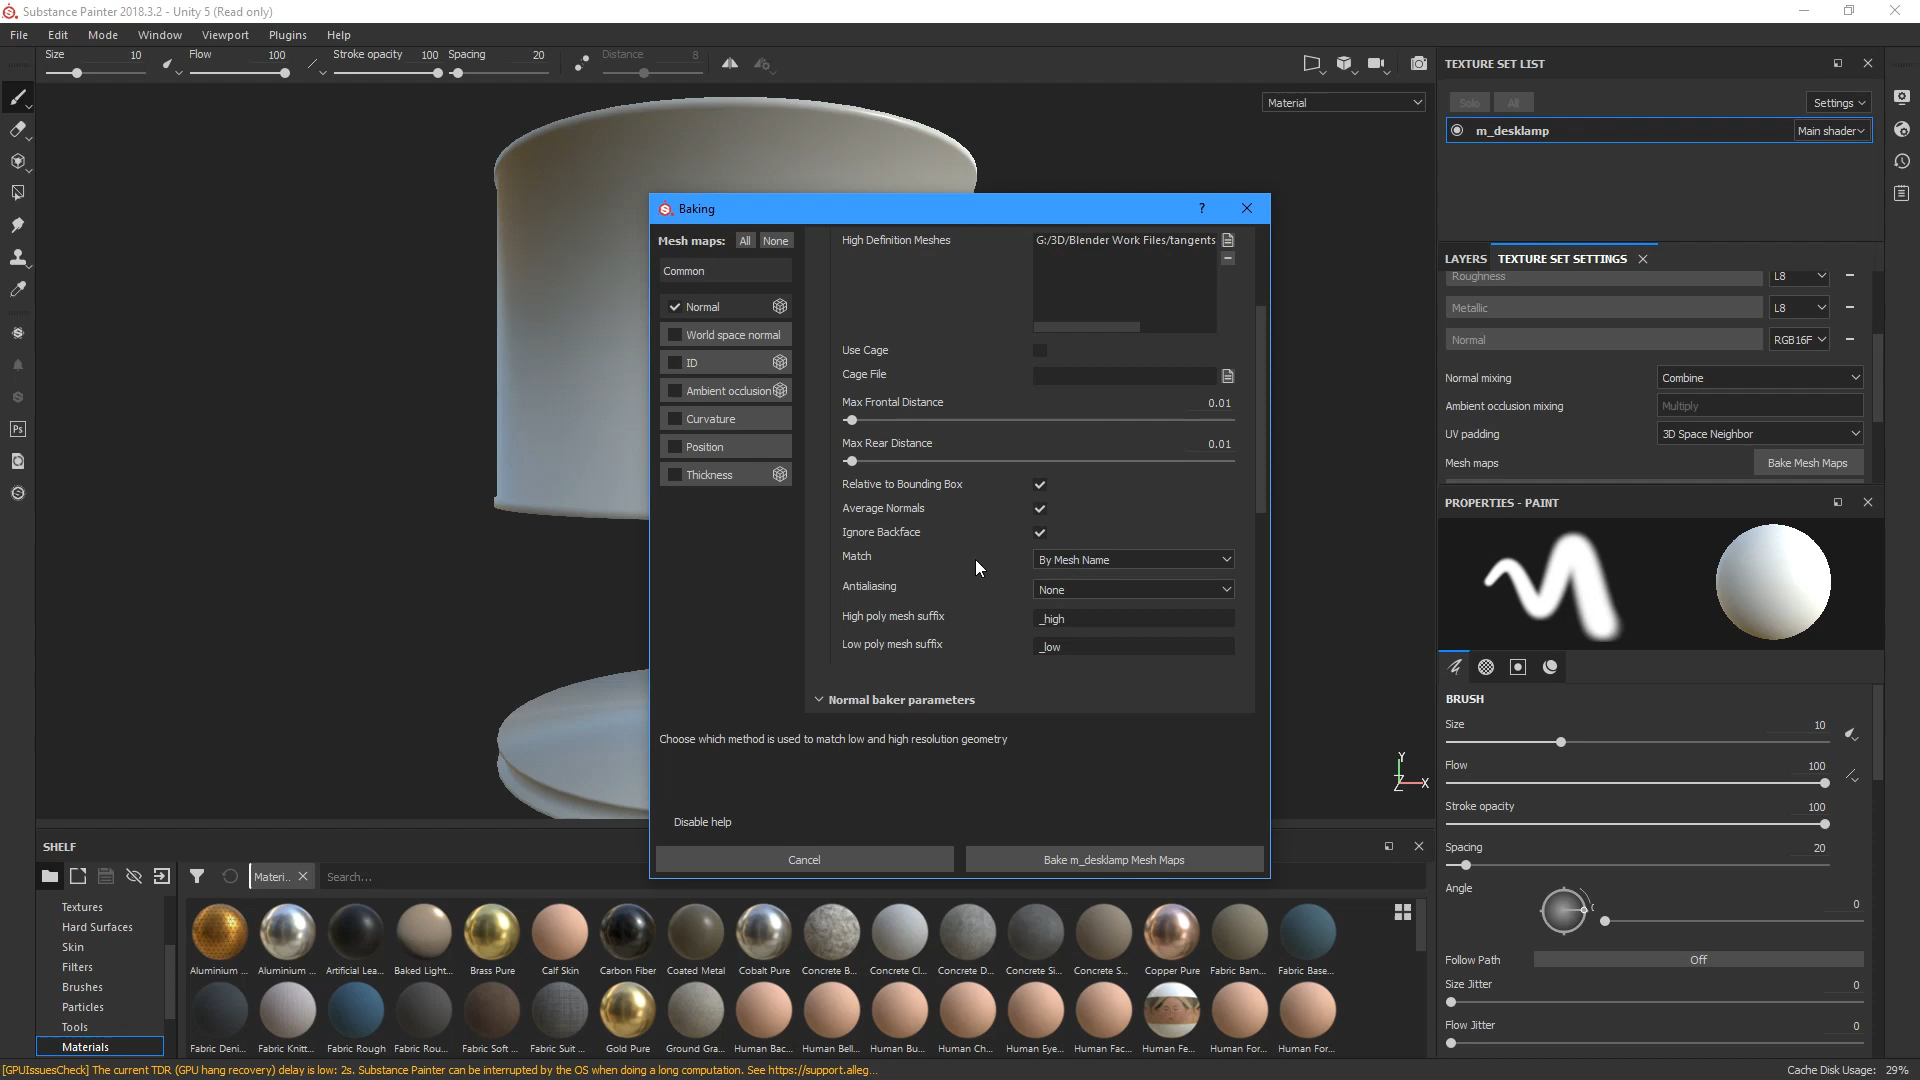 Substance Painter 2018.3.2 - Unity 5 (Read only)
File Edit Mode Window Viewport Plugins Help
Size 10 Flow 100 Stroke opacity 100 Spacing 20 Distance 8
Material
TEXTURE SET LIST
Solo All Settings
m_desklamp Main shader
LAYERS TEXTURE SET SETTINGS
Roughness L8
Metallic L8
Normal RGB16F
Normal mixing Combine
Ambient occlusion mixing Multiply
UV padding 3D Space Neighbor
Mesh maps Bake Mesh Maps
PROPERTIES - PAINT
BRUSH
Size 10
Flow 100
Stroke opacity 100
Spacing 20
Angle 0
Follow Path Off
Size Jitter 0
Flow Jitter 0
Baking ?
Mesh maps: All None
Common
Normal
World space normal
ID
Ambient occlusion
Curvature
Position
Thickness
High Definition Meshes G:/3D/Blender Work Files/tangents
Use Cage
Cage File
Max Frontal Distance 0.01
Max Rear Distance 0.01
Relative to Bounding Box
Average Normals
Ignore Backface
Match By Mesh Name
Antialiasing None
High poly mesh suffix _high
Low poly mesh suffix _low
Normal baker parameters
Choose which method is used to match low and high resolution geometry
Disable help
Cancel Bake m_desklamp Mesh Maps
Y
Z X
SHELF
Ps
Materi.. Search...
Textures
Hard Surfaces
Skin
Filters
Brushes
Particles
Tools
Materials
Aluminium ... Aluminium ... Artificial Lea... Baked Light... Brass Pure Calf Skin Carbon Fiber Coated Metal Cobalt Pure Concrete B... Concrete Cl... Concrete D... Concrete Si... Concrete S... Copper Pure Fabric Bam... Fabric Base...
Fabric Deni... Fabric Knitt... Fabric Rough Fabric Rou... Fabric Soft ... Fabric Suit ... Gold Pure Ground Gra... Human Bac... Human Bell... Human Bu... Human Ch... Human Eye... Human Fac... Human Fe... Human For... Human For...
[GPUIssuesCheck] The current TDR (GPU hang recovery) delay is low: 2s. Substance Painter can be interrupted by the OS when doing a long computation. See https://support.alleg... Cache Disk Usage: 29%